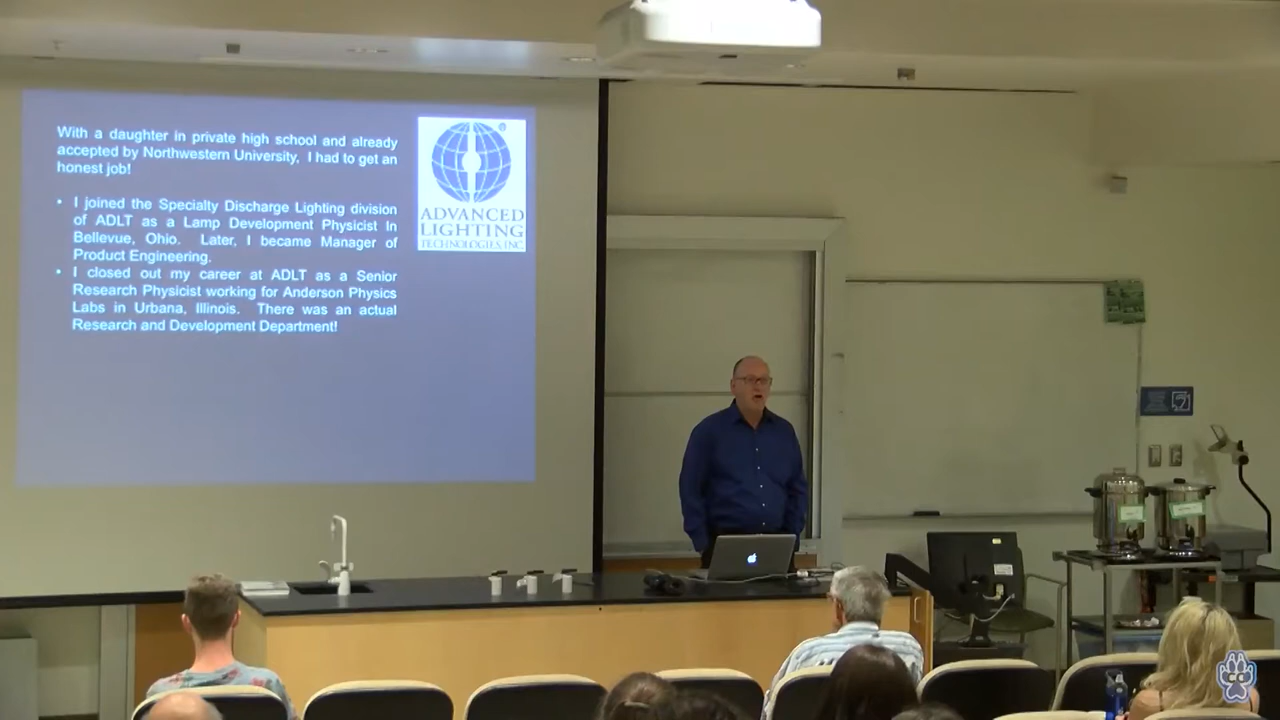 With a daughter in private high school and already
accepted by Northwestern University, I had to get an
honest job!
• I joined the Specialty Discharge Lighting division
of ADLT as a Lamp Development Physicist In
Bellevue, Ohio. Later, I became Manager of
Product Engineering.
• I closed out my career at ADLT as a Senior
Research Physicist working for Anderson Physics
Labs in Urbana, Illinois. There was an actual
Research and Development Department!
ADVANCED
LIGHTING
TECHNOLOGIES, INC.
CC